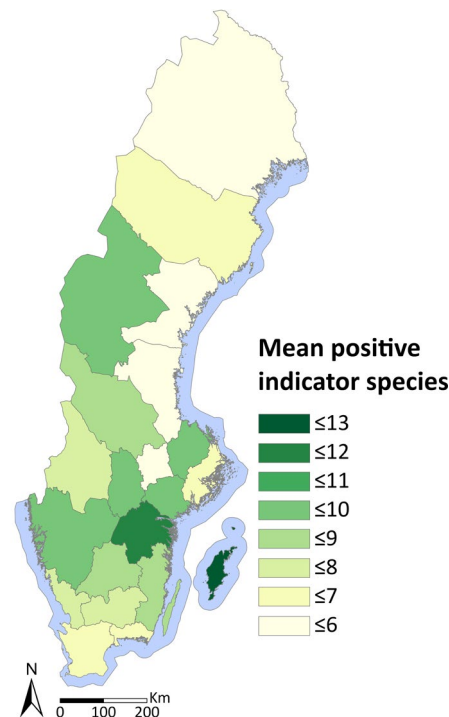 Mean positive
indicator species
≤13
≤12
≤11
≤10
≤9
≤8
≤7
≤6
N
Km
0 100 200